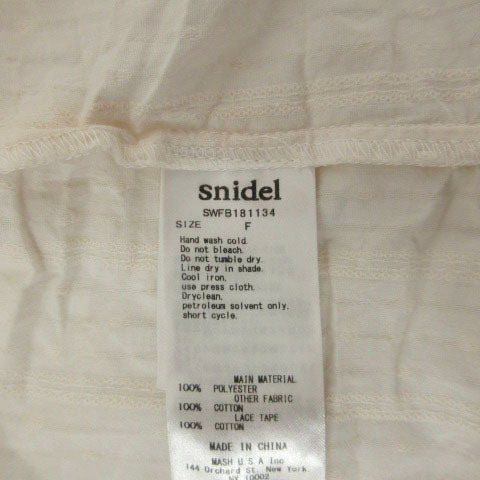 snidel
SWFB181134
SIZE F
Hand wash cold.
Do not bleach.
Do not tumble dry.
Line dry in shade.
Cool iron,
use press cloth.
Dryclean,
petroleum solvent only.
short cycle.
MAIN MATERIAL
100% POLYESTER
OTHER FABRIC
100% COTTON
LACE TAPE
100% COTTON
MADE IN CHINA
MASH U S A Inc
144 Orchard St. New York
NY 10002